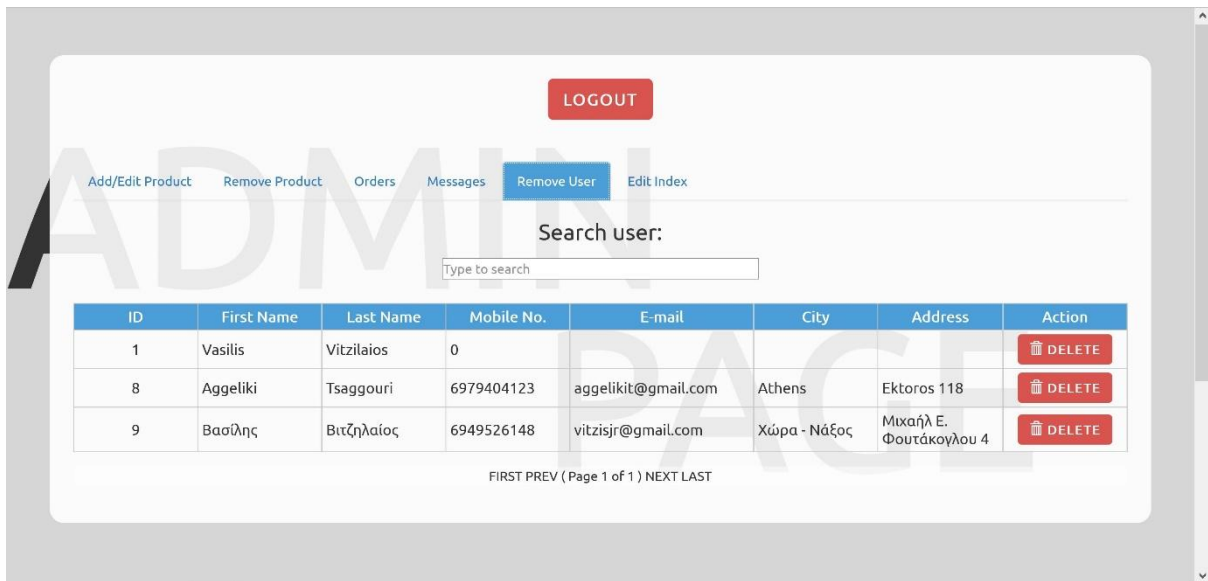 LOGOUT
ADMIN
Add/Edit Product Remove Product Orders Messages Remove User Edit Index
Search user:
Type to search
ID First Name Last Name Mobile No. E-mail City Address Action
1 Vasilis Vitzilaios 0 DELETE
PAGE
8 Aggeliki Tsaggouri 6979404123 aggelikit@gmail.com Athens Ektoros 118 DELETE
9 Βασίλης Βιτζηλαίος 6949526148 vitzisjr@gmail.com Χώρα - Νάξος Μιχαήλ Ε. DELETE
Φουτάκογλου 4
FIRST PREV ( Page 1 of 1 ) NEXT LAST